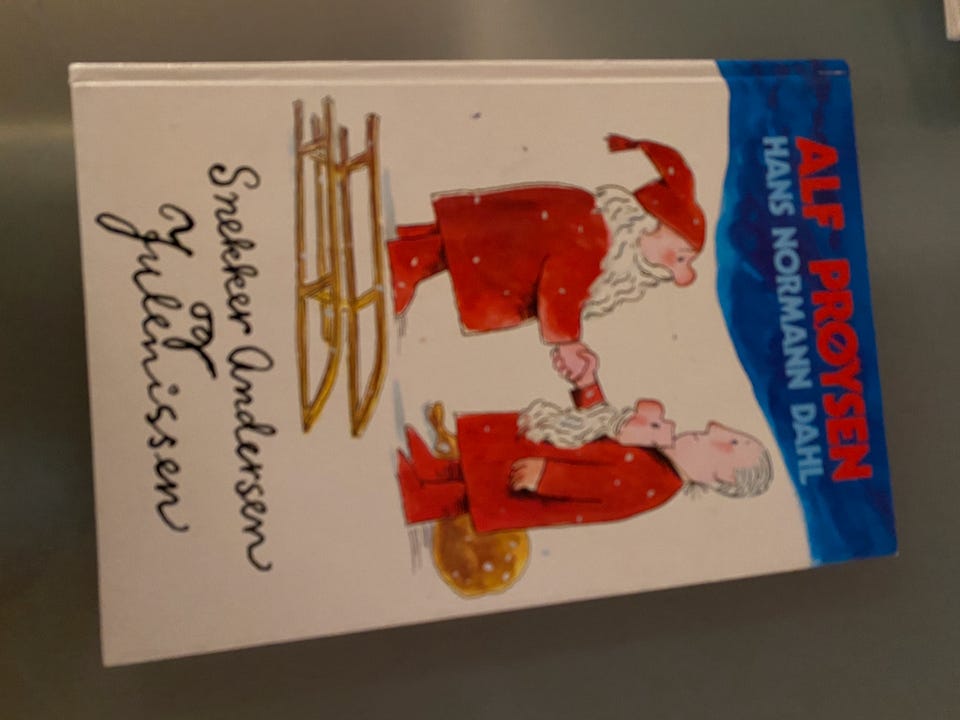 ALF PRØYSEN
HANS NORMANN DAHL
Snekker Andersen
og
Julenissen